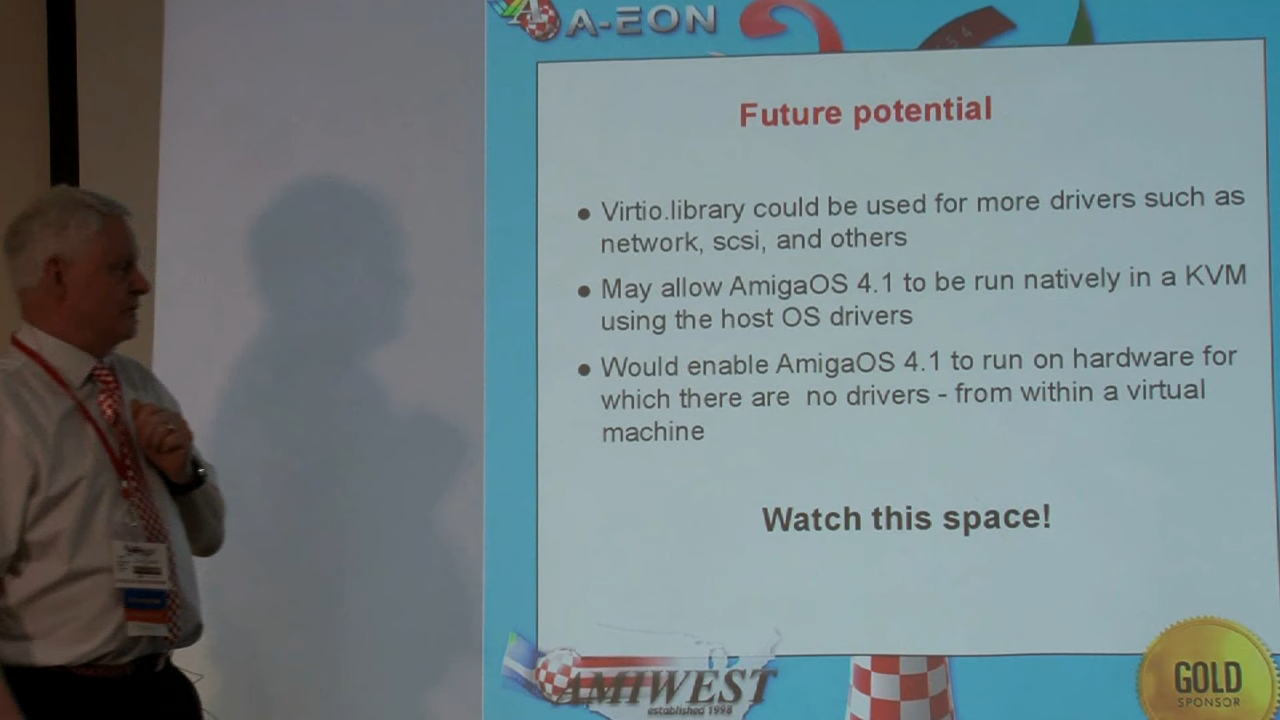 A-EON
Future potential
● Virtio.library could be used for more drivers such as
network, scsi, and others
● May allow AmigaOS 4.1 to be run natively in a KVM
using the host OS drivers
● Would enable AmigaOS 4.1 to run on hardware for
which there are no drivers - from within a virtual
machine
Watch this space!
AMIWEST
established 1998
GOLD
SPONSOR